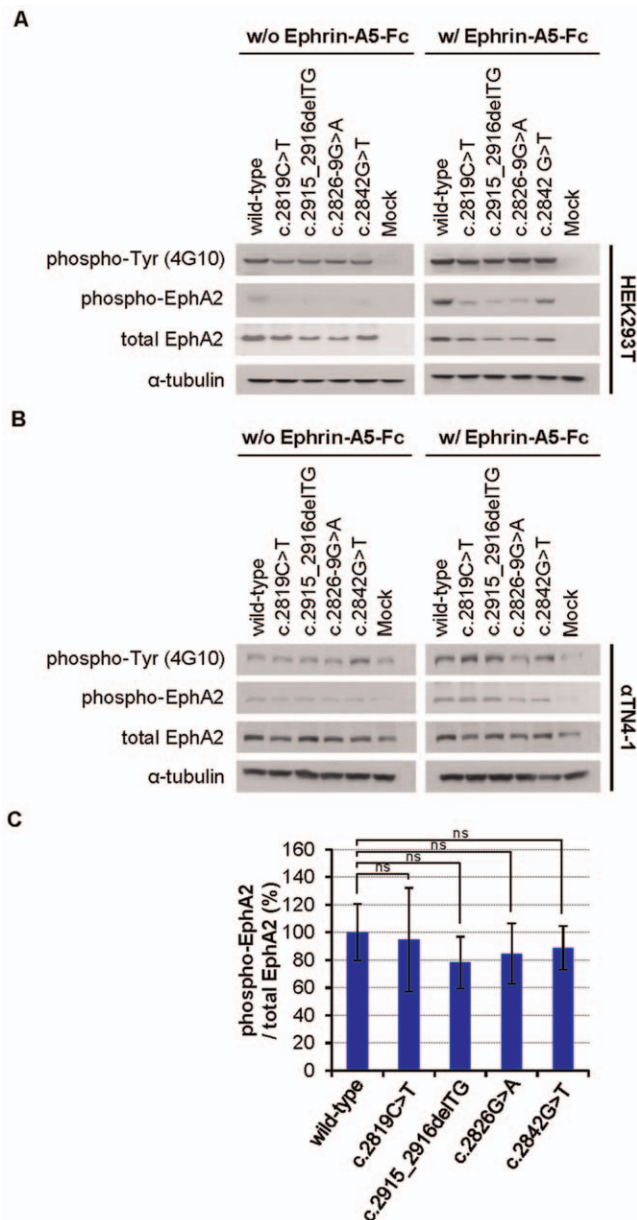 A
w/o Ephrin-A5-Fc w/ Ephrin-A5-Fc
wild-type c.2819C>T c.2915_2916delTG c.2826-9G>A c.2842G>T Mock wild-type c.2819C>T c.2915_2916delTG c.2826-9G>A c.2842 G>T Mock
phospho-Tyr (4G10)
phospho-EphA2
total EphA2
α-tubulin
HEK293T
B
w/o Ephrin-A5-Fc w/ Ephrin-A5-Fc
wild-type c.2819C>T c.2915_2916delTG c.2826-9G>A c.2842G>T Mock wild-type c.2819C>T c.2915_2916delTG c.2826-9G>A c.2842G>T Mock
phospho-Tyr (4G10)
phospho-EphA2
total EphA2
α-tubulin
αTN4-1
C
phospho-EphA2
/ total EphA2 (%)
160
140
120
100
80
60
40
20
0
ns
ns
ns
ns
wild-type
c.2819C>T
c.2915_2916delTG
c.2826G>A
c.2842G>T